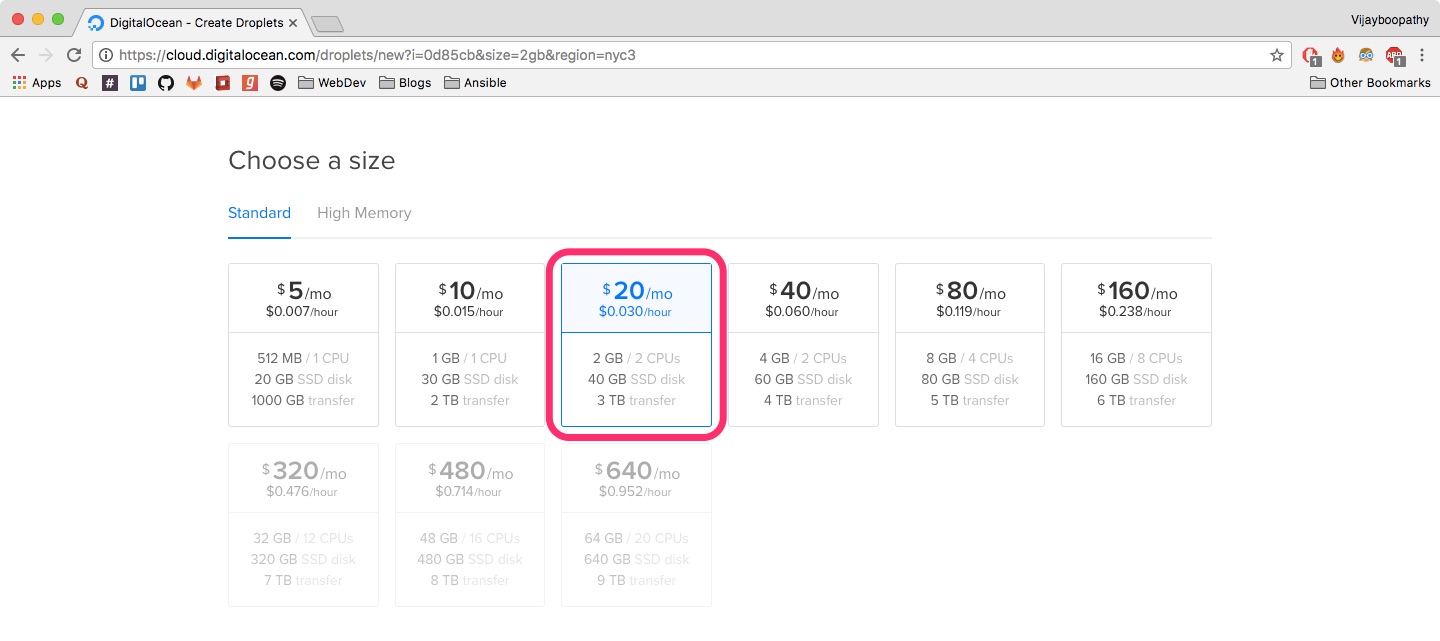 DigitalOcean - Create Droplets
Vijayboopathy
https://cloud.digitalocean.com/droplets/new?i=0d85cb&size=2gb&region=nyc3
1
1
ABP
Apps
Q
#
g
WebDev
Blogs
Ansible
Other Bookmarks
Choose a size
Standard
High Memory
$5/mo
$0.007/hour
512 MB / 1 CPU
20 GB SSD disk
1000 GB transfer
$10/mo
$0.015/hour
1 GB / 1 CPU
30 GB SSD disk
2 TB transfer
$20/mo
$0.030/hour
2 GB / 2 CPUs
40 GB SSD disk
3 TB transfer
$40/mo
$0.060/hour
4 GB / 2 CPUs
60 GB SSD disk
4 TB transfer
$80/mo
$0.119/hour
8 GB / 4 CPUs
80 GB SSD disk
5 TB transfer
$160/mo
$0.238/hour
16 GB / 8 CPUs
160 GB SSD disk
6 TB transfer
$320/mo
$0.476/hour
32 GB / 12 CPUs
320 GB SSD disk
7 TB transfer
$480/mo
$0.714/hour
48 GB / 16 CPUs
480 GB SSD disk
8 TB transfer
$640/mo
$0.952/hour
64 GB / 20 CPUs
640 GB SSD disk
9 TB transfer